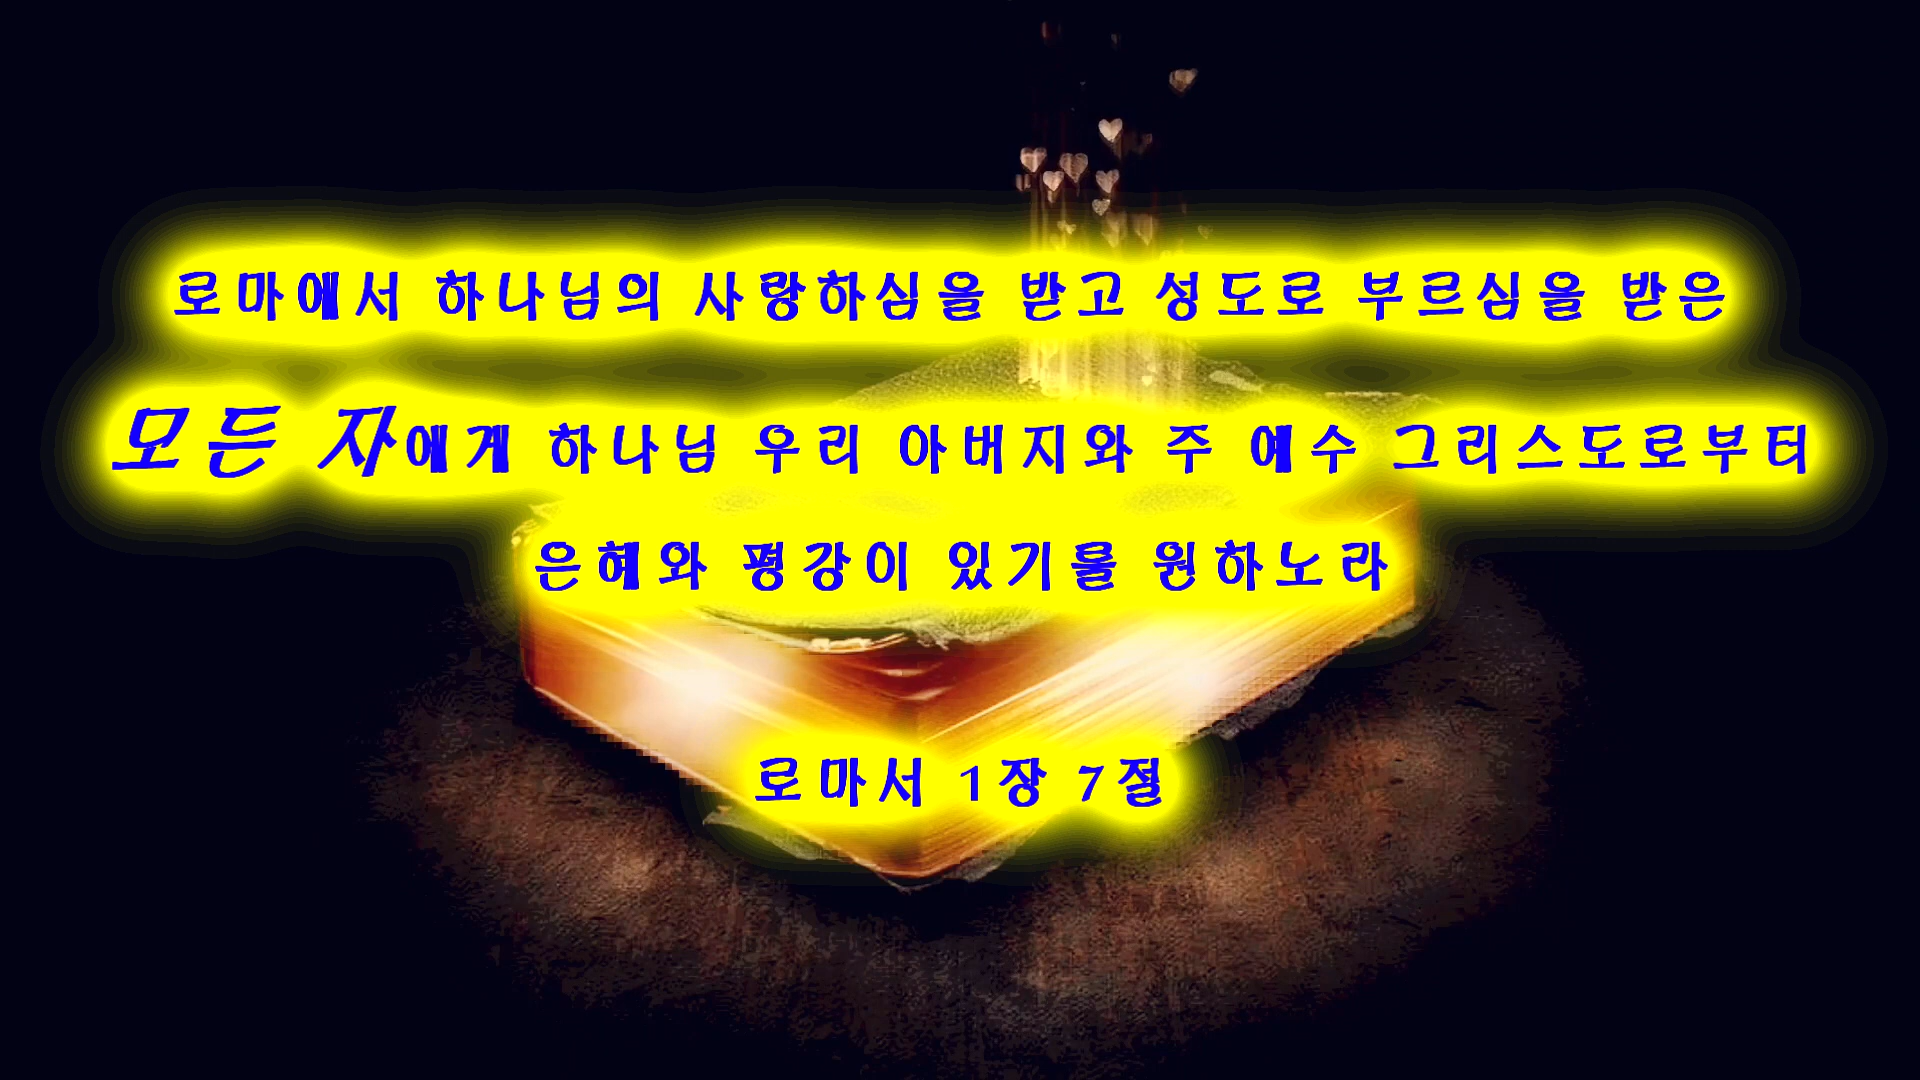 로마에서 하나님의 사랑하심을 받고 성도로 부르심을 받은
모든 자에게 하나님 우리 아버지와 주 예수 그리스도로부터
은혜와 평강이 있기를 원하노라
로마서 1장 7절